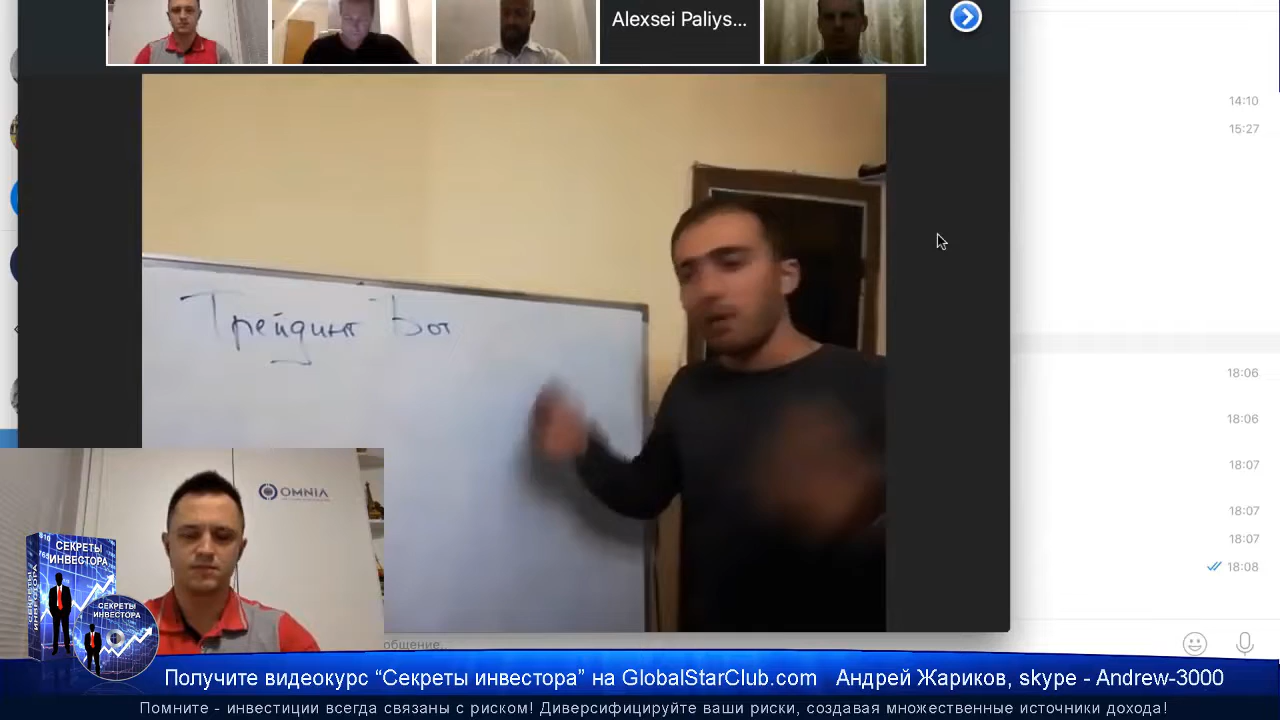 Alexsei Paliys...
14:10
15:27
Трейдинг Бот
18:06
18:06
18:07
18:07
18:07
18:08
OMNIA
СЕКРЕТЫ
ИНВЕСТОРА
СЕКРЕТЫ
ИНВЕСТОРА
СЕКРЕТЫ
ИНВЕСТОРА
общение..
Получите видеокурс “Секреты инвестора” на GlobalStarClub.com Андрей Жариков, skype - Andrew-3000
Помните - инвестиции всегда связаны с риском! Диверсифицируйте ваши риски, создавая множественные источники дохода!